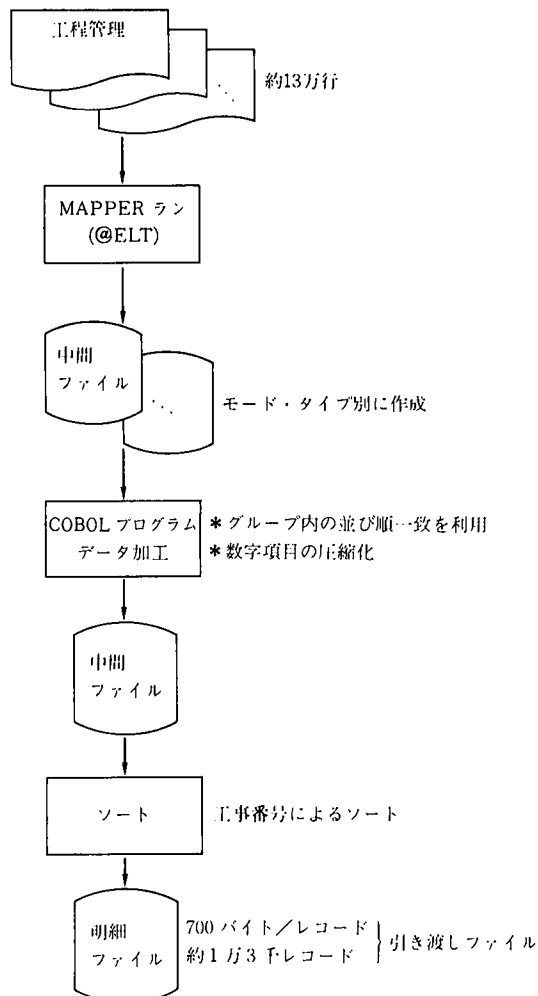 工程管理
約13万行
MAPPER ラン
(@ELT)
中間
ファイル
モード・タイプ別に作成
COBOL プログラム
データ加工
*グループ内の並び順一致を利用
*数字項目の圧縮化
中間
ファイル
ソート
工事番号によるソート
明細
ファイル
700 バイト／レコード
約1万3千レコード
引き渡しファイル